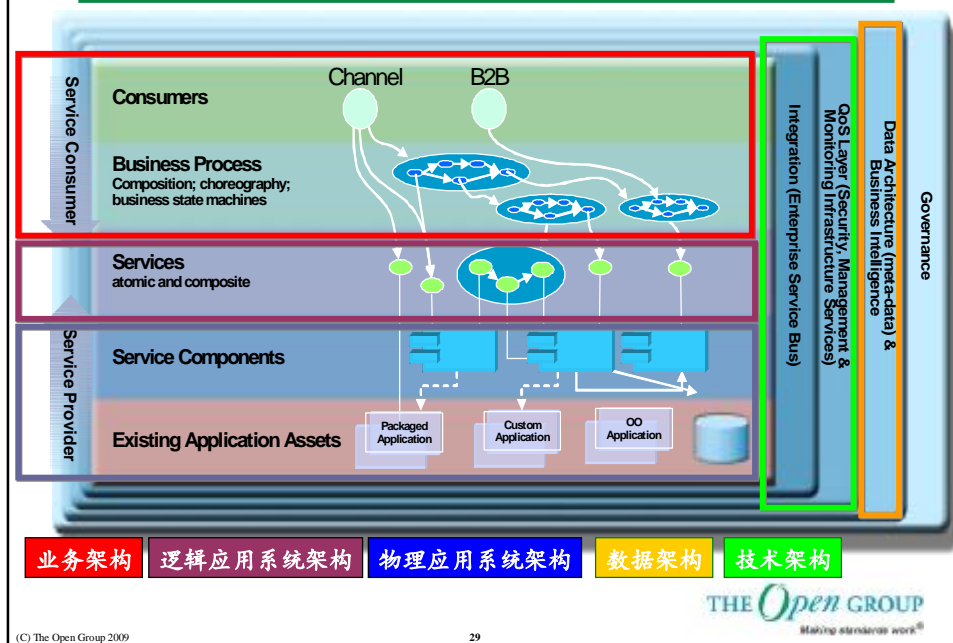 Channel
B2B
Consumers
Business Process
Composition; choreography;
business state machines
Services
atomic and composite
Service Components
Existing Application Assets
Packaged
Application
Custom
Application
OO
Application
Service Consumer
Service Provider
Integration (Enterprise Service Bus)
QoS Layer (Security, Management &
Monitoring Infrastructure Services)
Data Architecture (meta-data) &
Business Intelligence
Governance
业务架构
逻辑应用系统架构
物理应用系统架构
数据架构
技术架构
THE Open GROUP
Making standards work®
(C) The Open Group 2009
29